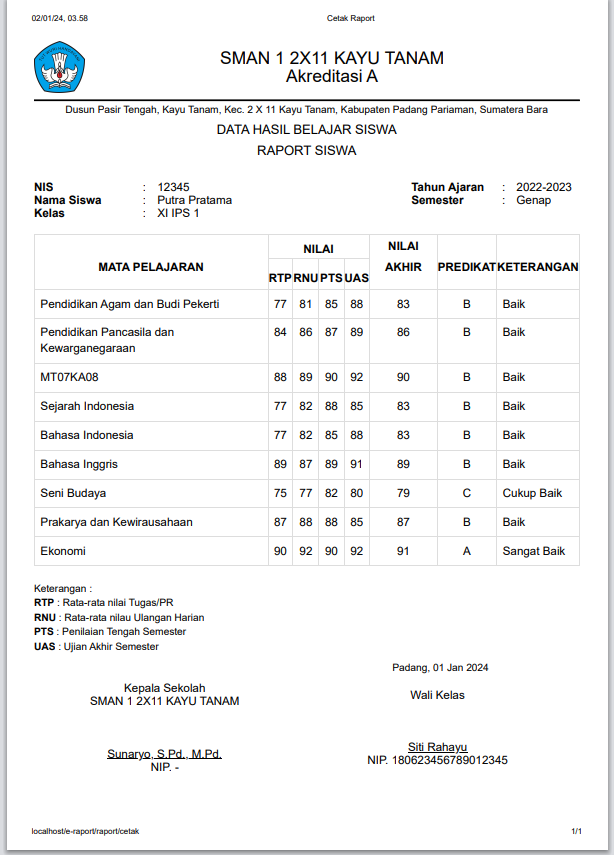 02/01/24, 03.58 Cetak Raport
SMAN 1 2X11 KAYU TANAM
Akreditasi A
Dusun Pasir Tengah, Kayu Tanam, Kec. 2 X 11 Kayu Tanam, Kabupaten Padang Pariaman, Sumatera Bara
DATA HASIL BELAJAR SISWA
RAPORT SISWA
NIS : 12345 Tahun Ajaran : 2022-2023
Nama Siswa : Putra Pratama Semester : Genap
Kelas : XI IPS 1
MATA PELAJARAN NILAI NILAI AKHIR PREDIKAT KETERANGAN
RTP RNU PTS UAS
Pendidikan Agam dan Budi Pekerti 77 81 85 88 83 B Baik
Pendidikan Pancasila dan 84 86 87 89 86 B Baik
Kewarganegaraan
MT07KA08 88 89 90 92 90 B Baik
Sejarah Indonesia 77 82 88 85 83 B Baik
Bahasa Indonesia 77 82 85 88 83 B Baik
Bahasa Inggris 89 87 89 91 89 B Baik
Seni Budaya 75 77 82 80 79 C Cukup Baik
Prakarya dan Kewirausahaan 87 88 88 85 87 B Baik
Ekonomi 90 92 90 92 91 A Sangat Baik
Keterangan :
RTP : Rata-rata nilai Tugas/PR
RNU : Rata-rata nilau Ulangan Harian
PTS : Penilaian Tengah Semester
UAS : Ujian Akhir Semester
Padang, 01 Jan 2024
Kepala Sekolah
SMAN 1 2X11 KAYU TANAM
Wali Kelas
Sunaryo, S.Pd., M.Pd.
NIP. -
Siti Rahayu
NIP. 180623456789012345
localhost/e-raport/raport/cetak 1/1